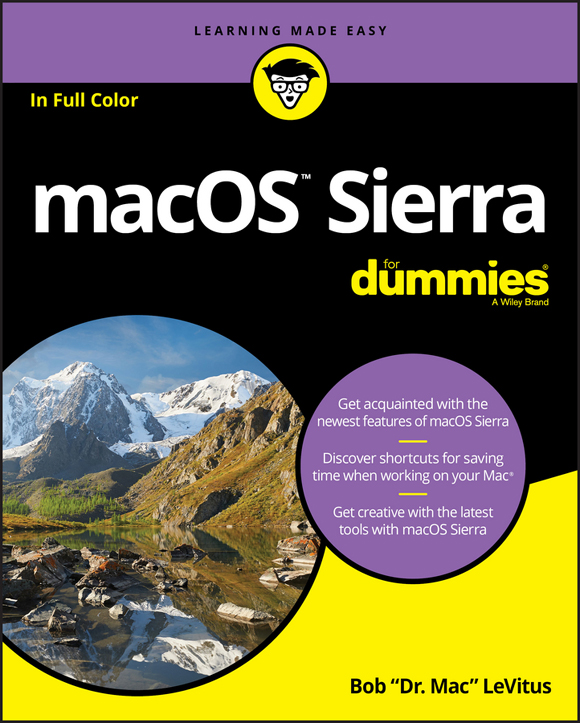 LEARNING MADE EASY
In Full Color
macOS™ Sierra
for
dummies®
A Wiley Brand
Get acquainted with the
newest features of macOS Sierra
Discover shortcuts for saving
time when working on your Mac®
Get creative with the latest
tools with macOS Sierra
Bob “Dr. Mac” LeVitus